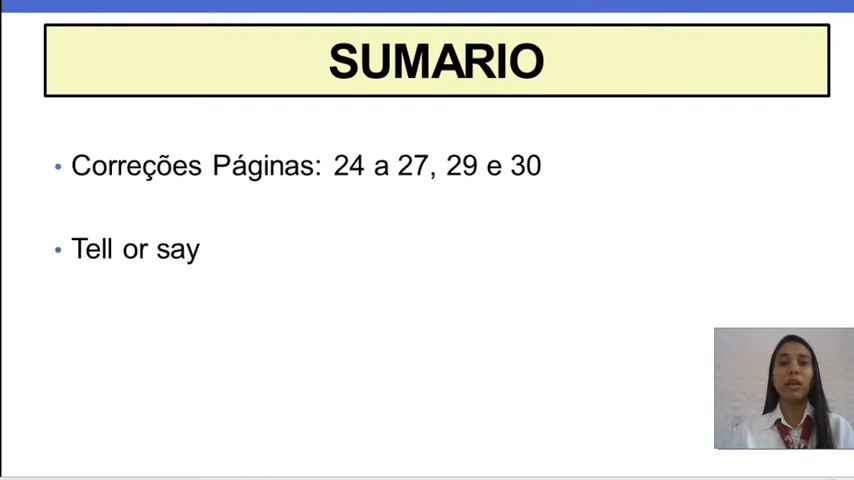 SUMARIO
• Correções Páginas: 24 a 27, 29 e 30
• Tell or say